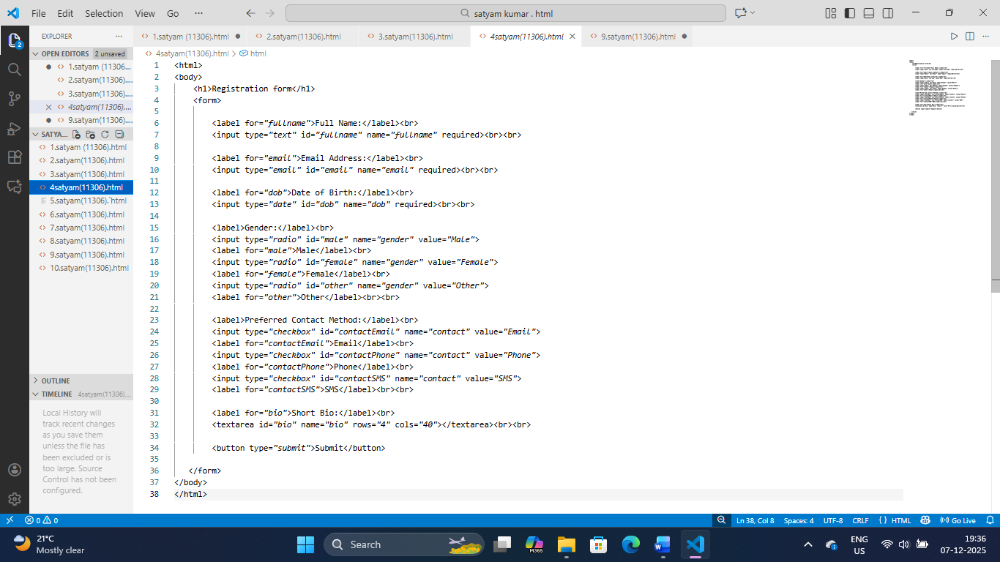 File Edit Selection View Go ···
satyam kumar . html
EXPLORER
OPEN EDITORS 2 unsaved
1.satyam (11306...
2.satyam(11306)....
3.satyam(11306)....
4satyam(11306)....
9.satyam(11306)....
SATYA...
1.satyam (11306).html
2.satyam(11306).html
3.satyam(11306).html
4satyam(11306).html
5.satyam(11306).`html
6.satyam(11306).html
7.satyam(11306).html
8.satyam(11306).html
9.satyam(11306).html
10.satyam(11306).html
OUTLINE
TIMELINE 4satyam(11306)....
Local History will
track recent changes
as you save them
unless the file has
been excluded or is
too large. Source
Control has not been
configured.
1.satyam (11306).html 2.satyam(11306).html 3.satyam(11306).html 4satyam(11306).html 9.satyam(11306).html
4satyam(11306).html > html
1 <html>
2 <body>
3 <h1>Registration form</h1>
4 <form>
5
6 <label for="fullname">Full Name:</label><br>
7 <input type="text" id="fullname" name="fullname" required><br><br>
8
9 <label for="email">Email Address:</label><br>
10 <input type="email" id="email" name="email" required><br><br>
11
12 <label for="dob">Date of Birth:</label><br>
13 <input type="date" id="dob" name="dob" required><br><br>
14
15 <label>Gender:</label><br>
16 <input type="radio" id="male" name="gender" value="Male">
17 <label for="male">Male</label><br>
18 <input type="radio" id="female" name="gender" value="Female">
19 <label for="female">Female</label><br>
20 <input type="radio" id="other" name="gender" value="Other">
21 <label for="other">Other</label><br><br>
22
23 <label>Preferred Contact Method:</label><br>
24 <input type="checkbox" id="contactEmail" name="contact" value="Email">
25 <label for="contactEmail">Email</label><br>
26 <input type="checkbox" id="contactPhone" name="contact" value="Phone">
27 <label for="contactPhone">Phone</label><br>
28 <input type="checkbox" id="contactSMS" name="contact" value="SMS">
29 <label for="contactSMS">SMS</label><br><br>
30
31 <label for="bio">Short Bio:</label><br>
32 <textarea id="bio" name="bio" rows="4" cols="40"></textarea><br><br>
33
34 <button type="submit">Submit</button>
35
36 </form>
37 </body>
38 </html>
0 0
Ln 38, Col 8 Spaces: 4 UTF-8 CRLF { } HTML Go Live
21°C
Mostly clear
Search
M365
ENG
US
19:36
07-12-2025